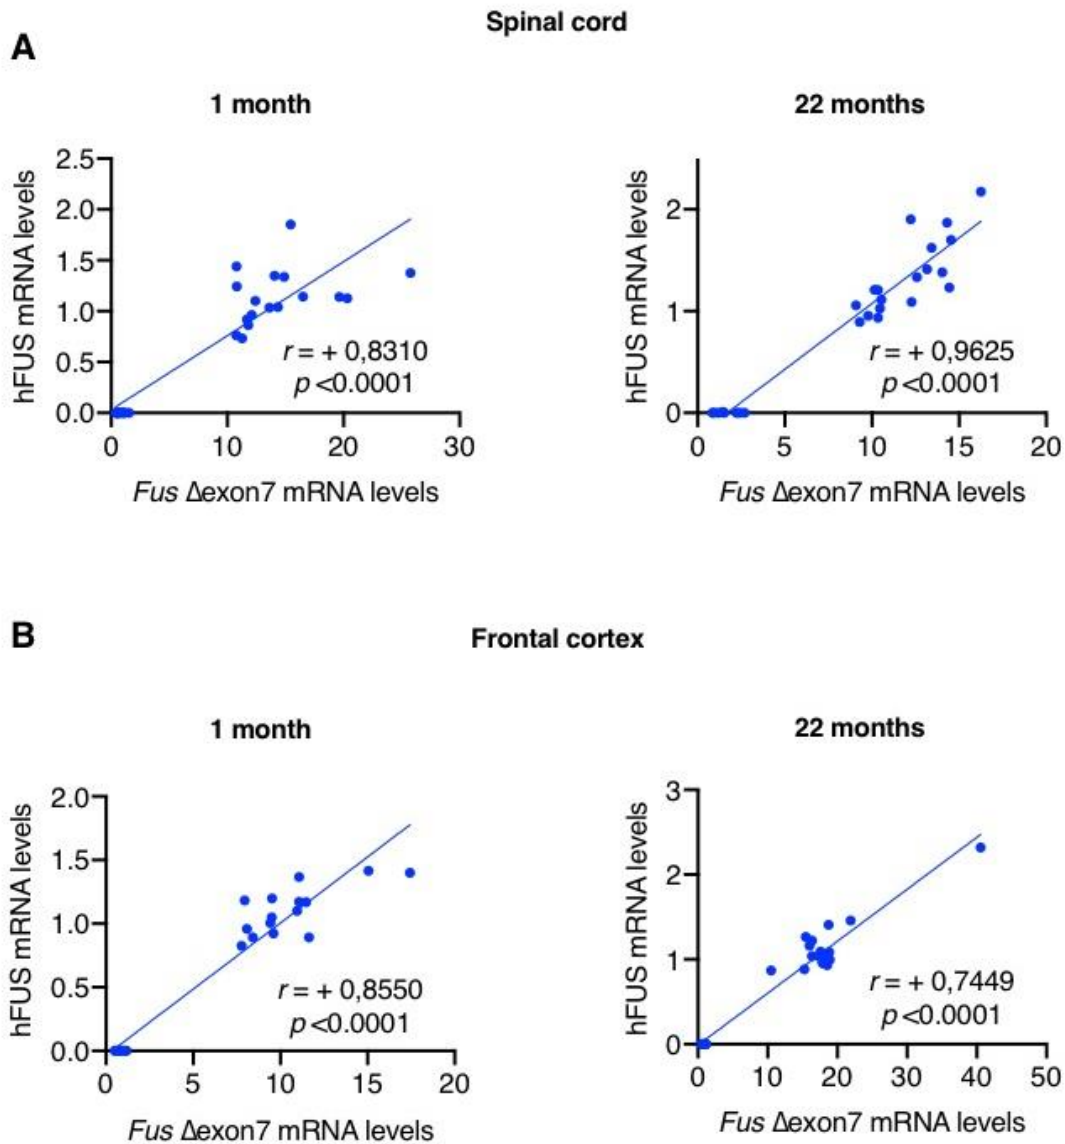 Spinal cord
A
1 month
22 months
2.5
2.0
1.5
1.0
0.5
0.0
hFUS mRNA levels
r = + 0,8310
p <0.0001
0 10 20 30
Fus Δexon7 mRNA levels
2
1
0
hFUS mRNA levels
r = + 0,9625
p <0.0001
0 5 10 15 20
Fus Δexon7 mRNA levels
B
Frontal cortex
1 month
22 months
2.0
1.5
1.0
0.5
0.0
hFUS mRNA levels
r = + 0,8550
p <0.0001
0 5 10 15 20
Fus Δexon7 mRNA levels
3
2
1
0
hFUS mRNA levels
r = + 0,7449
p <0.0001
0 10 20 30 40 50
Fus Δexon7 mRNA levels